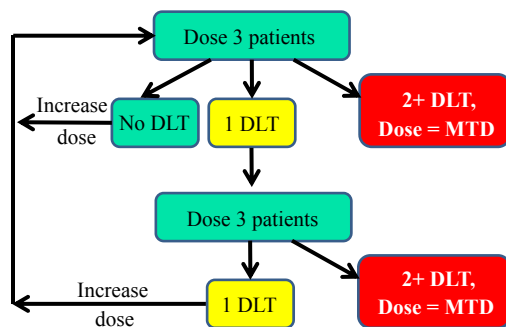 Dose 3 patients
Increase
dose
No DLT
1 DLT
2+ DLT,
Dose = MTD
Dose 3 patients
Increase
dose
1 DLT
2+ DLT,
Dose = MTD